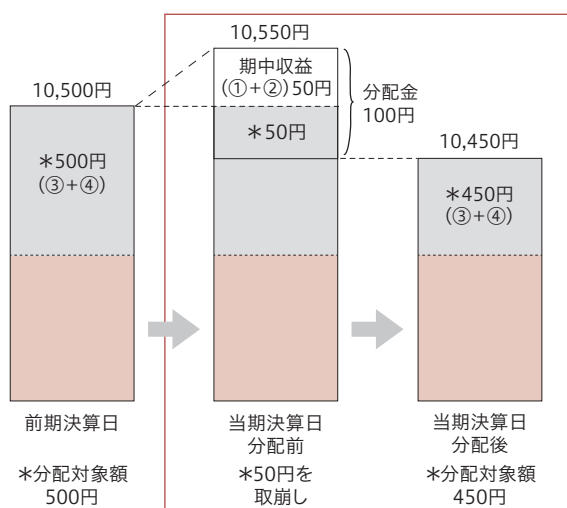 10,550円
期中収益
(①+②)50円
分配金
100円
10,500円
＊50円
10,450円
＊500円
(③+④)
＊450円
(③+④)
前期決算日
当期決算日
分配前
当期決算日
分配後
＊分配対象額
500円
＊50円を
取崩し
＊分配対象額
450円